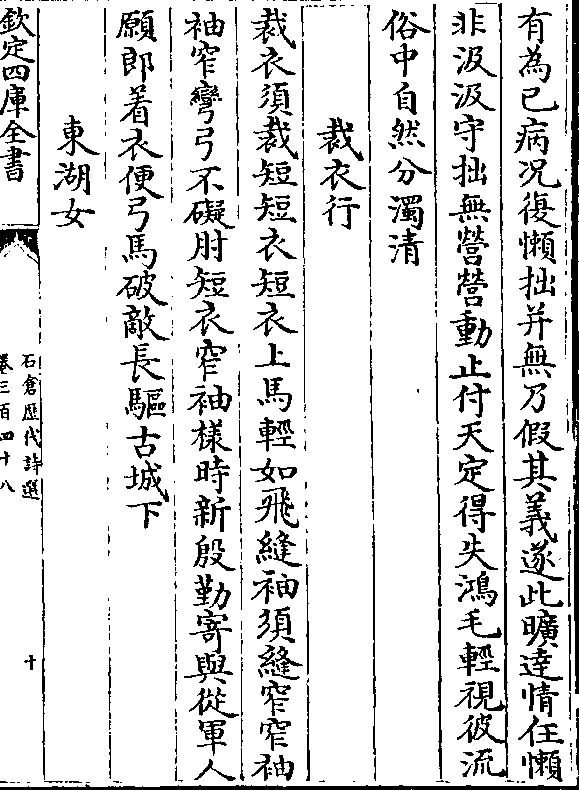 有為已病况復懶拙并無乃假其義遂此曠逹情任懶
非汲汲守拙無營營動止付天定得失鴻毛輕視彼流
俗中自然分濁清
裁衣行
裁衣須裁短短衣短衣上馬輕如飛縫袖須縫窄窄袖
袖窄彎弓不礙肘短衣窄袖樣時新殷勤寄與從軍人
願郎着衣便弓馬破敵長驅古城下
東湖女
欽定四庫全書
石倉歴代詩選
卷三百四十八
十